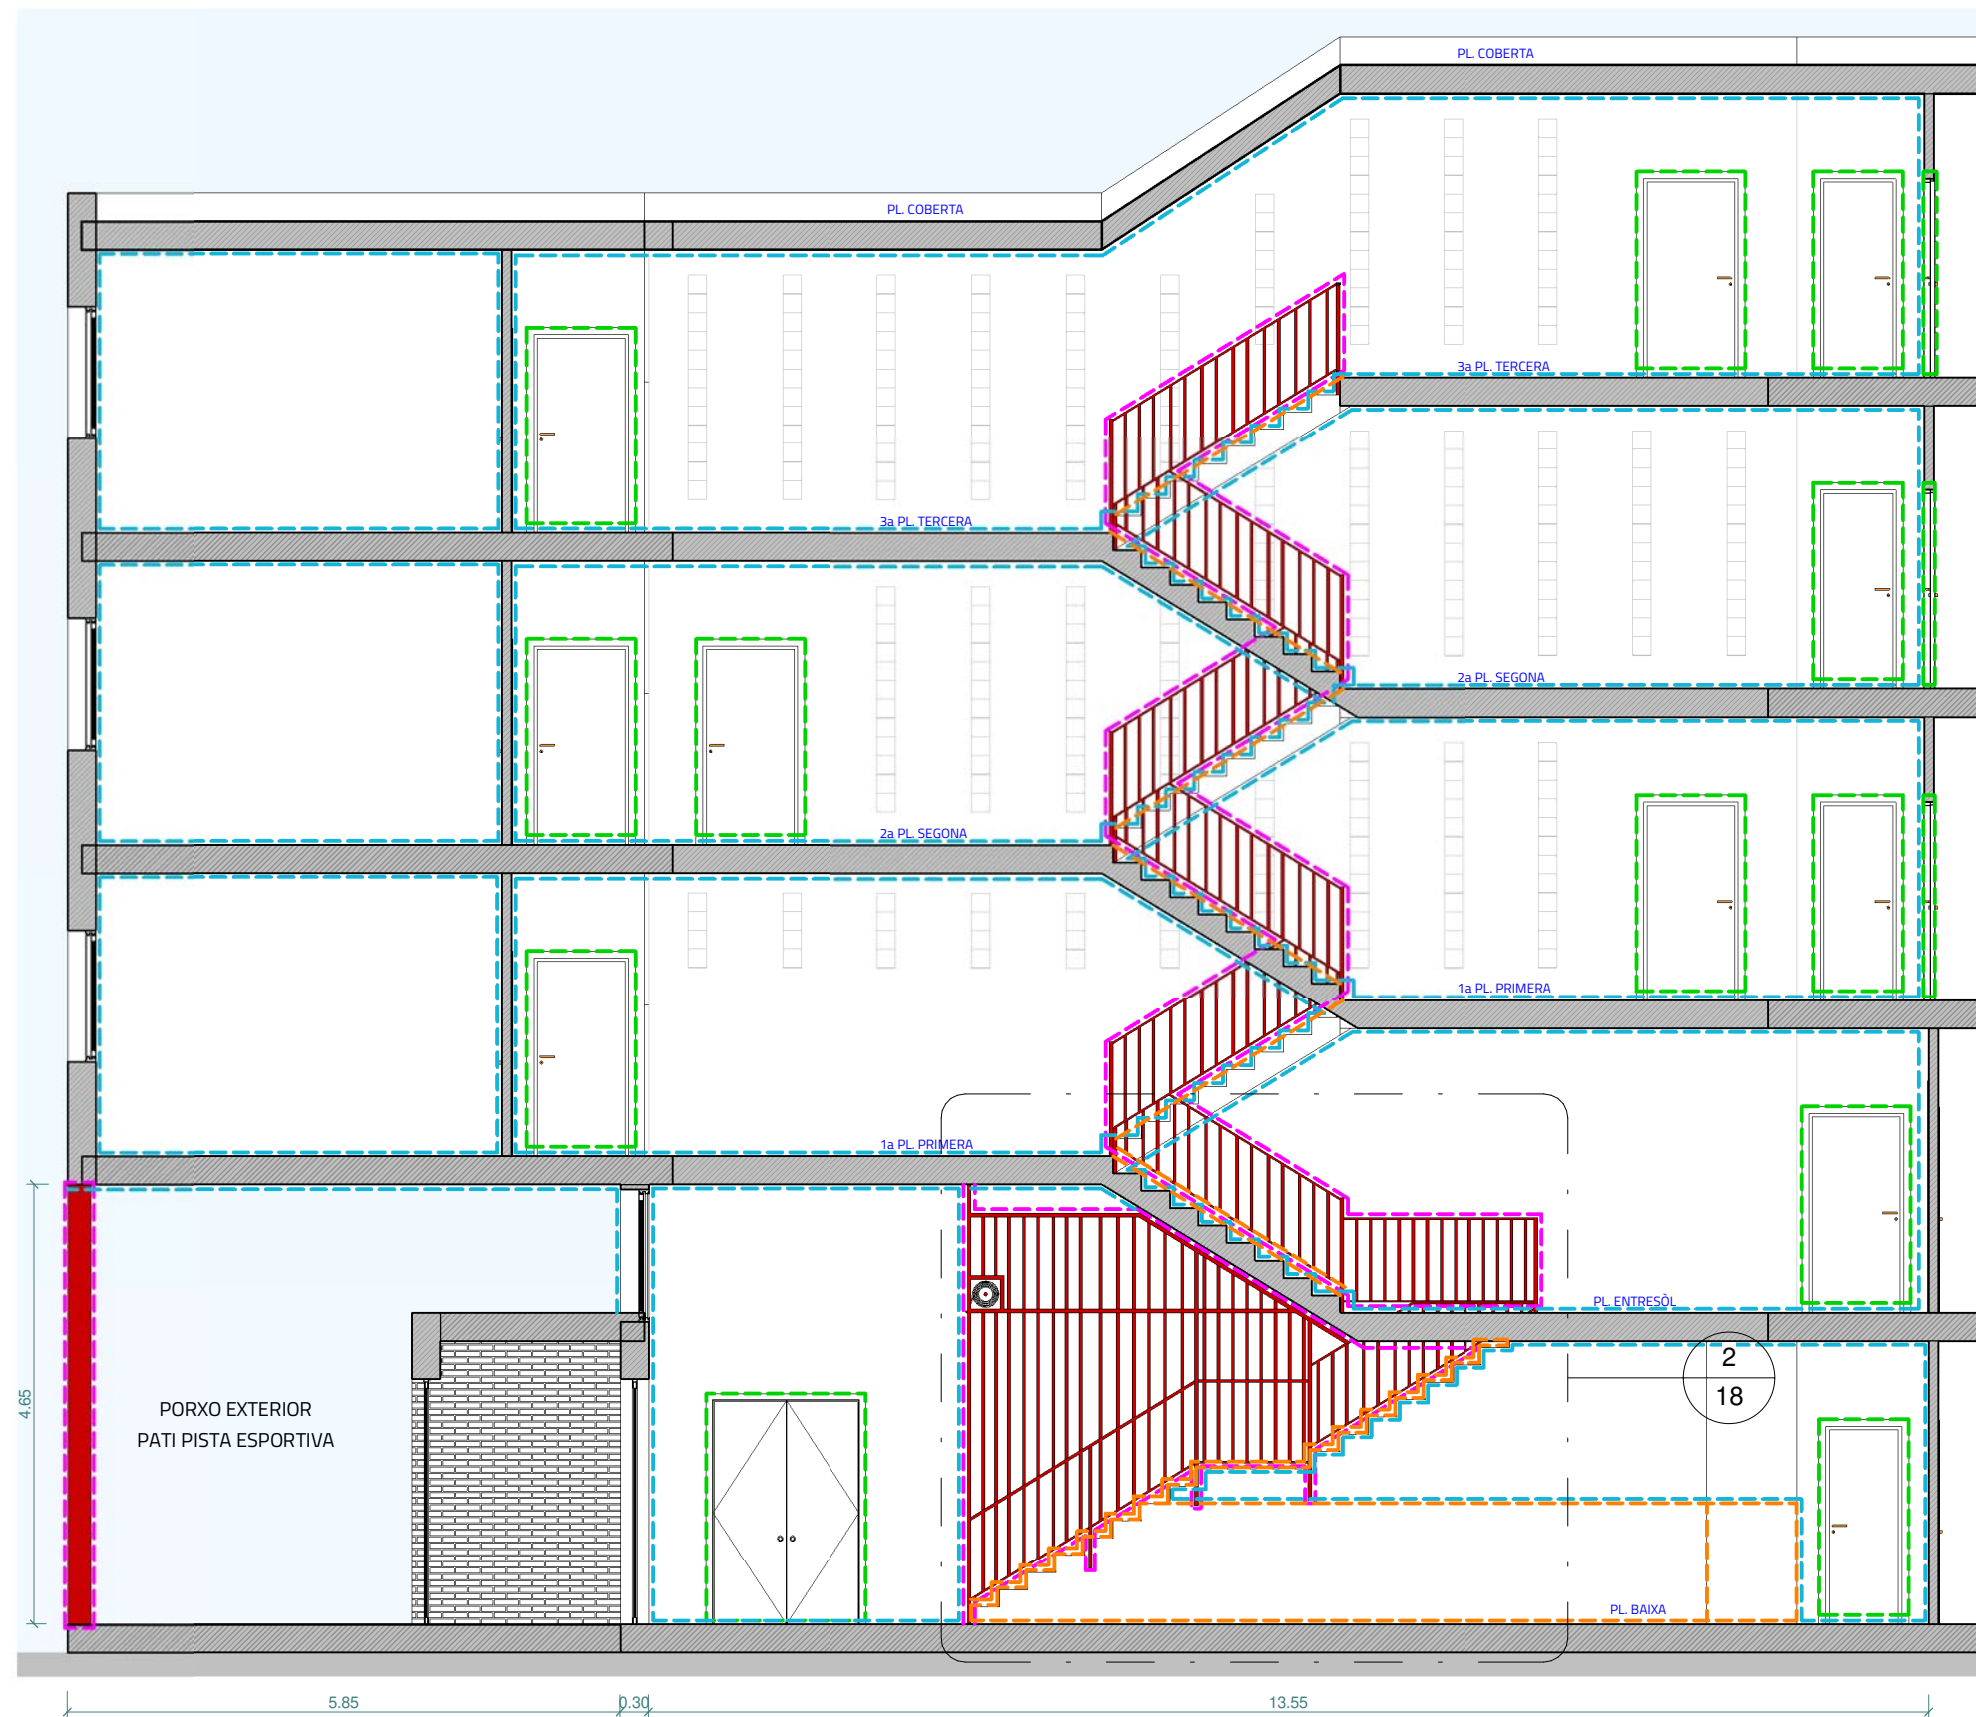 PL. COBERTA
PL. COBERTA
3a PL. TERCERA
3a PL. TERCERA
2a PL. SEGONA
2a PL. SEGONA
1a PL. PRIMERA
1a PL. PRIMERA
PL. ENTRESÒL
2
18
4.65
PORXO EXTERIOR
PATI PISTA ESPORTIVA
PL. BAIXA
5.85
0.30
13.55